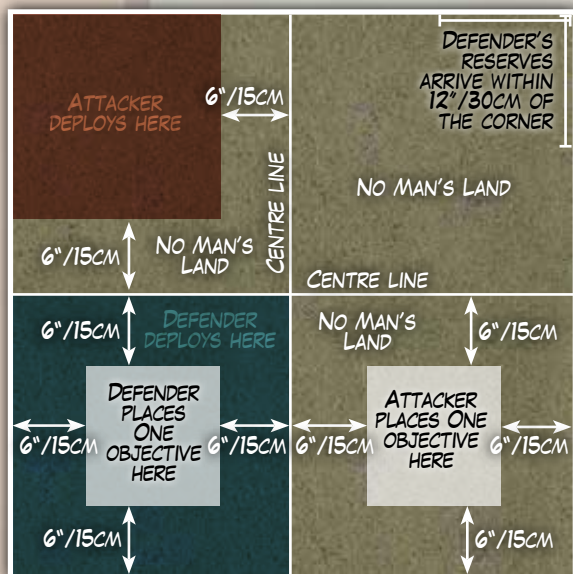 ATTACKER
DEPLOYS HERE
6"/15CM
CENTRE LINE
DEFENDER'S
RESERVES
ARRIVE WITHIN
12"/30CM OF
THE CORNER
NO MAN'S LAND
6"/15CM
NO MAN'S
LAND
CENTRE LINE
6"/15CM
DEFENDER
DEPLOYS HERE
NO MAN'S
LAND
6"/15CM
DEFENDER
PLACES
ONE
OBJECTIVE
HERE
ATTACKER
PLACES ONE
OBJECTIVE
HERE
6"/15CM
6"/15CM
6"/15CM
6"/15CM
6"/15CM
6"/15CM